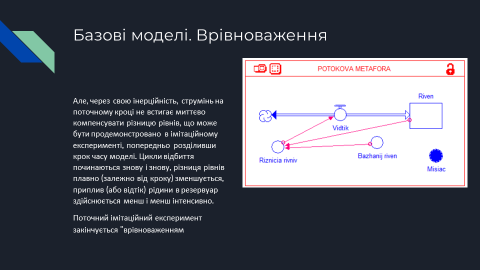 Базові моделі. Врівноваження
Але, через свою інерційність, струмінь на
поточному кроці не встигає миттєво
компенсувати різницю рівнів, що може
бути продемонстровано в імітаційному
експерименті, попередньо розділивши
крок часу моделі. Цикли відбиття
починаються знову і знову, різниця рівнів
плавно (залежно від кроку) зменшується,
приплив (або відтік) рідини в резервуар
здійснюється менш і менш інтенсивно.
Поточний імітаційний експеримент
закінчується "врівноваженням
POTOKOVA METAFORA
Riven
Vidtik
Riznicia rivniv
Bazhanij riven
Misiac